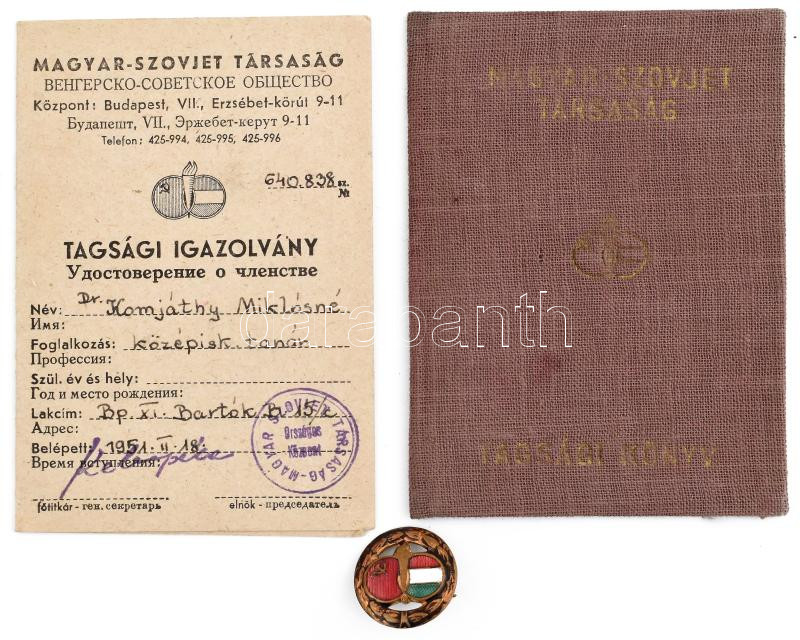 MAGYAR-SZOVJET TÁRSASÁG
ВЕНГЕРСКО-СОВЕТСКОЕ ОБЩЕСТВО
Központ: Budapest, VII., Erzsébet-körút 9-11
Будапешт, VII., Эржебет-керут 9-11
Telefon: 425-994, 425-995, 425-996
640.838 sz.
№
TAGSÁGI IGAZOLVÁNY
Удостоверение о членстве
Név: Dr. Komjáthy Miklósné
Имя:
Foglalkozás: középisk. tanár
Профессия:
Szül. év és hely:
Год и место рождения:
Lakcím: Bp. XI. Bartók B.
Адрес:
Belépett: 1951. II. 18.
Время вступления:
főtitkár - ген. секретарь
elnök - председатель
MAGYAR SZOVJET TÁRSASÁG
Országos
Központ
MAGYAR SZOVJET
TÁRSASÁG
TAGSÁGI KÖNYV
darabanth